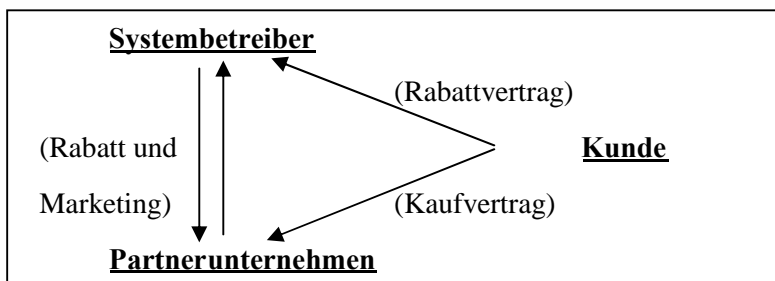 Systembetreiber
(Rabattvertrag)
(Rabatt und
Kunde
Marketing)
(Kaufvertrag)
Partnerunternehmen